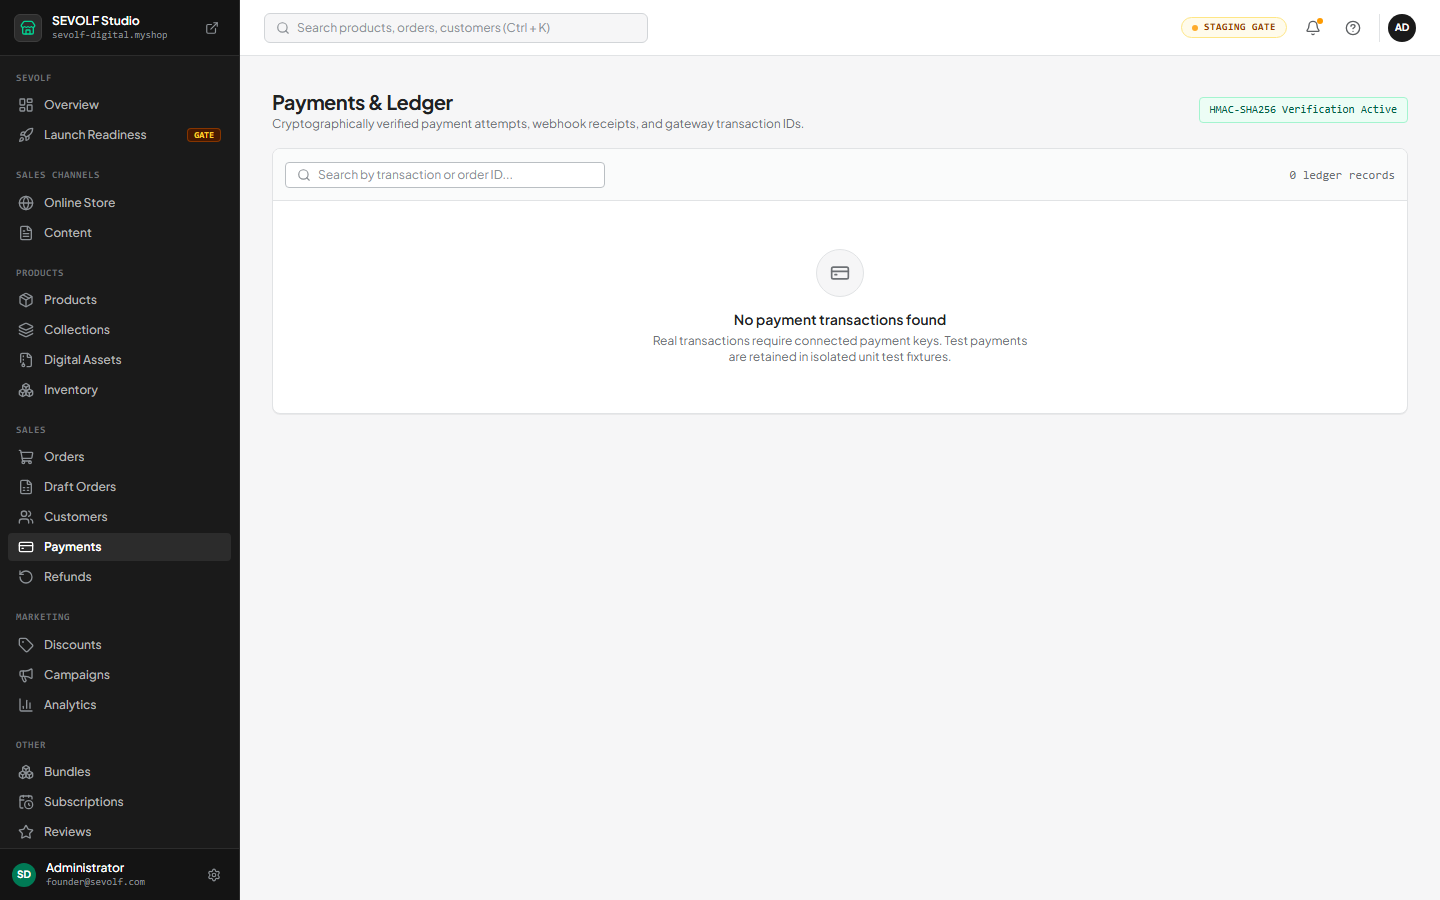 SEVOLF Studio
sevolf-digital.myshop
SEVOLF
Overview
Launch Readiness
GATE
SALES CHANNELS
Online Store
Content
PRODUCTS
Products
Collections
Digital Assets
Inventory
SALES
Orders
Draft Orders
Customers
Payments
Refunds
MARKETING
Discounts
Campaigns
Analytics
OTHER
Bundles
Subscriptions
Reviews
SD
Administrator
founder@sevolf.com
Search products, orders, customers (Ctrl + K)
STAGING GATE
AD
Payments & Ledger
Cryptographically verified payment attempts, webhook receipts, and gateway transaction IDs.
HMAC-SHA256 Verification Active
Search by transaction or order ID...
0 ledger records
No payment transactions found
Real transactions require connected payment keys. Test payments
are retained in isolated unit test fixtures.